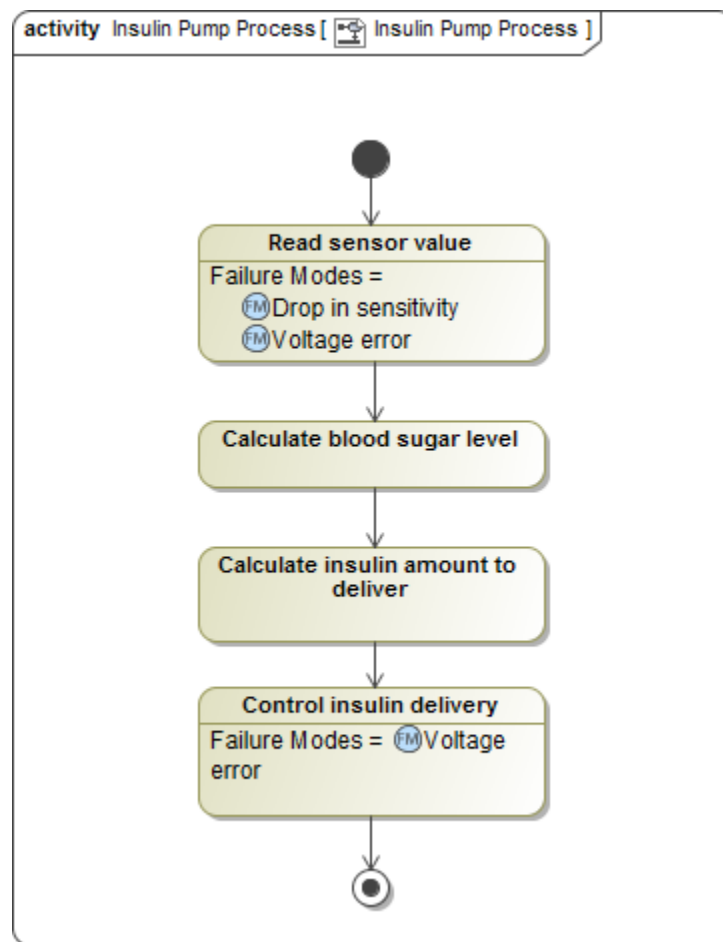 activity Insulin Pump Process [ Insulin Pump Process ]
Read sensor value
Failure Modes =
FM Drop in sensitivity
FM Voltage error
Calculate blood sugar level
Calculate insulin amount to
deliver
Control insulin delivery
Failure Modes = FM Voltage
error